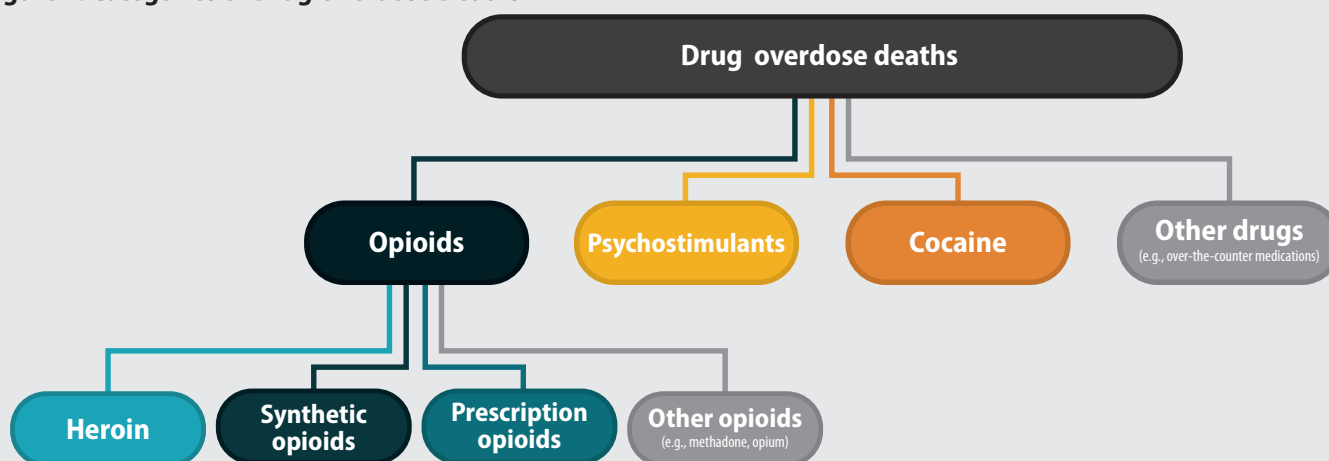 Drug overdose deaths
Opioids
Psychostimulants
Cocaine
Other drugs
(e.g., over-the-counter medications)
Heroin
Synthetic
opioids
Prescription
opioids
Other opioids
(e.g., methadone, opium)